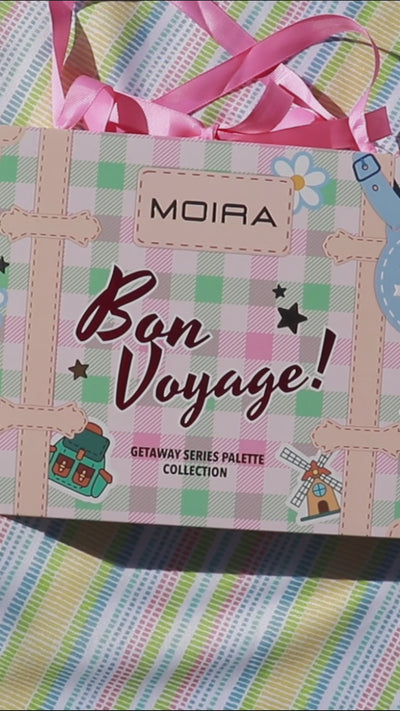 MOIRA
Bon
Voyage!
GETAWAY SERIES PALETTE
COLLECTION